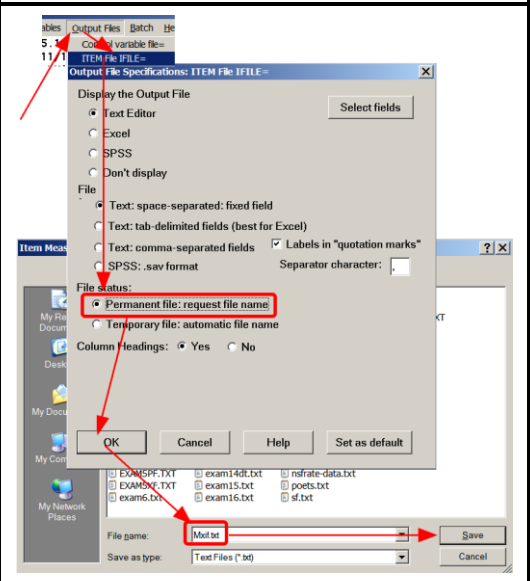 ables Output Files Batch He
5.1 Control variable file=
11/1 ITEM File IFILE=
Output File Specifications: ITEM File IFILE=
Display the Output File
Text Editor
Select fields
Excel
SPSS
Don't display
File
Text: space-separated: fixed field
Text: tab-delimited fields (best for Excel)
Text: comma-separated fields Labels in "quotation marks"
SPSS: .sav format Separator character: ,
File status:
Permanent file: request file name
Temporary file: automatic file name
Column Headings: Yes No
OK Cancel Help Set as default
Item Meas
My Re
Docum
Desk
My Docu
My Com
My Network
Places
XT
EXAM5PF.TXT exam14dt.txt nsfrate-data.txt
EXAM5XF.TXT exam15.txt poets.txt
exam6.txt exam16.txt sf.txt
File name: Mxif.txt Save
Save as type: Text Files (*.txt) Cancel